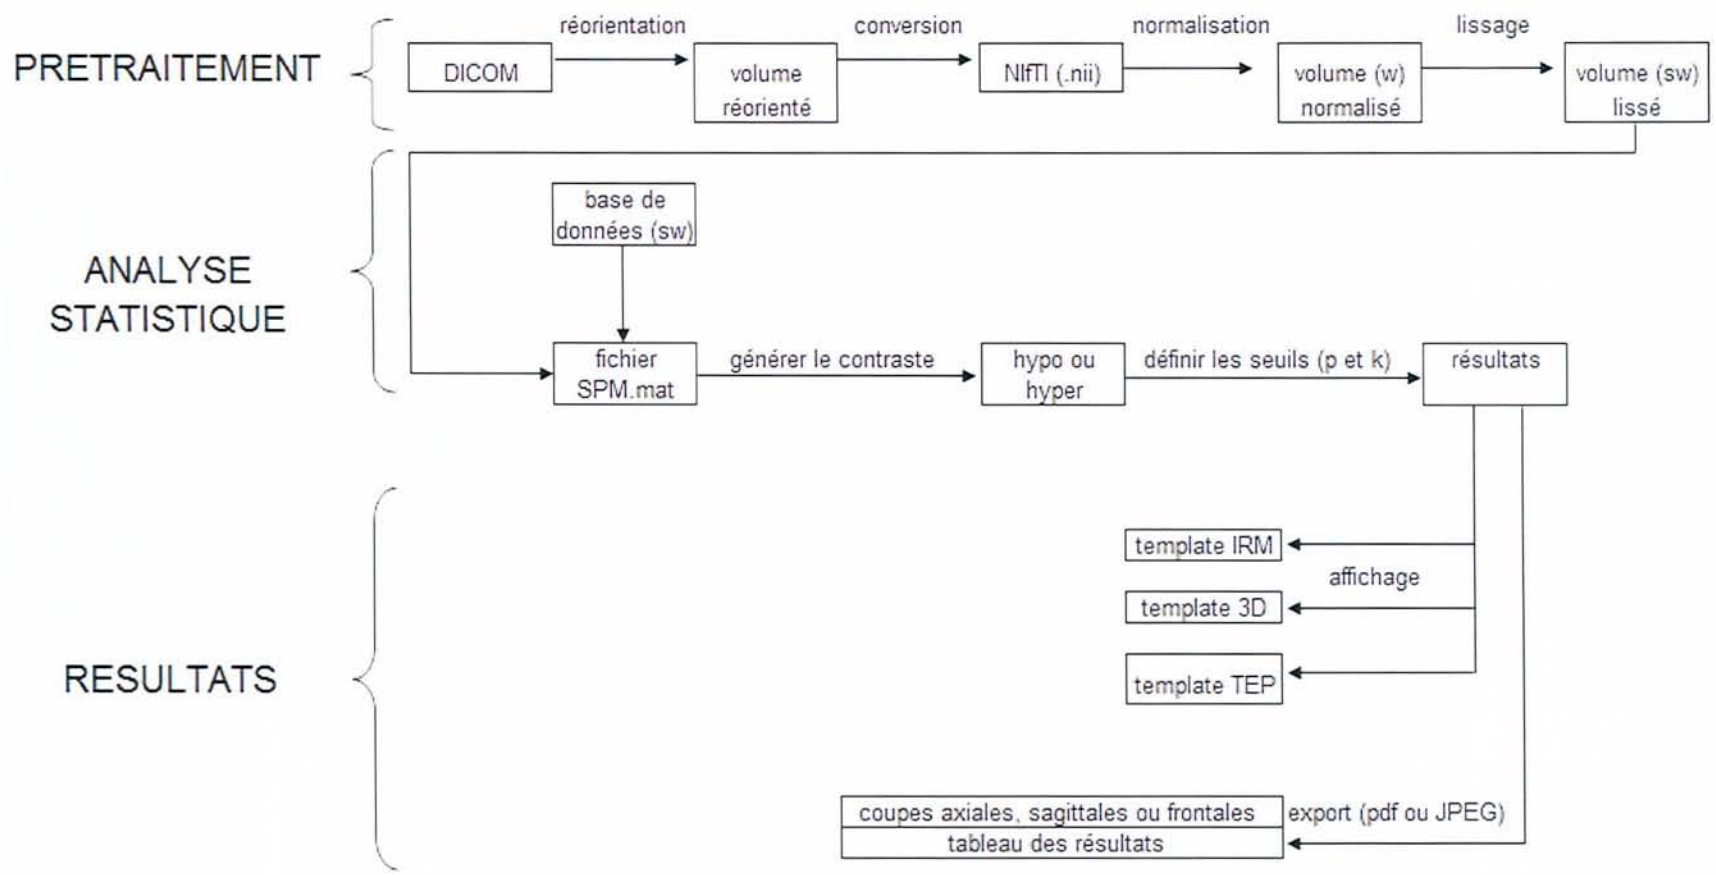 PRETRAITEMENT
DICOM
réorientation
volume
réorienté
conversion
NIfTI (.nii)
normalisation
volume (w)
normalisé
lissage
volume (sw)
lissé
ANALYSE
STATISTIQUE
base de
données (sw)
fichier
SPM.mat
générer le contraste
hypo ou
hyper
définir les seuils (p et k)
résultats
RESULTATS
template IRM
affichage
template 3D
template TEP
coupes axiales, sagittales ou frontales
export (pdf ou JPEG)
tableau des résultats